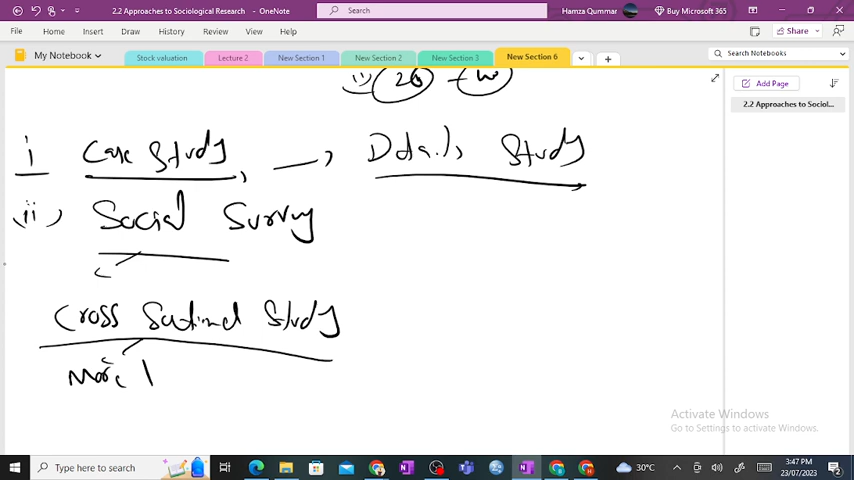 2.2 Approaches to Sociological Research - OneNote
Search
Hamza Qummar
Buy Microsoft 365
File Home Insert Draw History Review View Help
Share
My Notebook
Stock valuation Lecture 2 New Section 1 New Section 2 New Section 3 New Section 6 +
Search Notebooks
Add Page
2.2 Approaches to Sociol...
ii) 20
i Case Study, → Details Study
(ii) Social Survey
Cross Sectional Study
More
Activate Windows
Go to Settings to activate Windows.
Type here to search
30°C
3:47 PM
23/07/2023